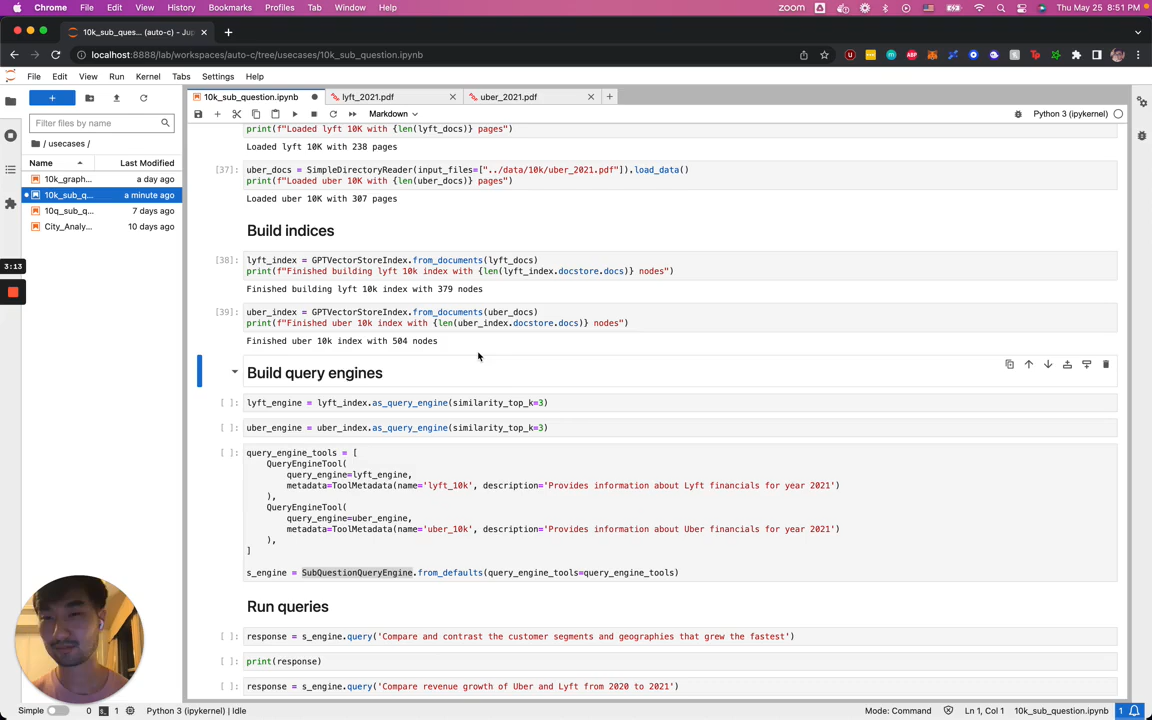 Chrome File Edit View History Bookmarks Profiles Tab Window Help zoom Thu May 25 8:51 PM
10k_sub_ques... (auto-c) - Jup
localhost:8888/lab/workspaces/auto-c/tree/usecases/10k_sub_question.ipynb
File Edit View Run Kernel Tabs Settings Help
10k_sub_question.ipynb lyft_2021.pdf uber_2021.pdf
Markdown Python 3 (ipykernel)
Filter files by name
/ usecases /
Name Last Modified
10k_graph... a day ago
10k_sub_q... a minute ago
10q_sub_q... 7 days ago
City_Analy... 10 days ago
3:13
print(f"Loaded lyft 10K with {len(lyft_docs)} pages")
Loaded lyft 10K with 238 pages
[37]: uber_docs = SimpleDirectoryReader(input_files=["../data/10k/uber_2021.pdf"]).load_data()
print(f"Loaded uber 10K with {len(uber_docs)} pages")
Loaded uber 10K with 307 pages
Build indices
[38]: lyft_index = GPTVectorStoreIndex.from_documents(lyft_docs)
print(f"Finished building lyft 10k index with {len(lyft_index.docstore.docs)} nodes")
Finished building lyft 10k index with 379 nodes
[39]: uber_index = GPTVectorStoreIndex.from_documents(uber_docs)
print(f"Finished uber 10k index with {len(uber_index.docstore.docs)} nodes")
Finished uber 10k index with 504 nodes
Build query engines
[ ]: lyft_engine = lyft_index.as_query_engine(similarity_top_k=3)
[ ]: uber_engine = uber_index.as_query_engine(similarity_top_k=3)
[ ]: query_engine_tools = [
QueryEngineTool(
query_engine=lyft_engine,
metadata=ToolMetadata(name='lyft_10k', description='Provides information about Lyft financials for year 2021')
),
QueryEngineTool(
query_engine=uber_engine,
metadata=ToolMetadata(name='uber_10k', description='Provides information about Uber financials for year 2021')
),
]
s_engine = SubQuestionQueryEngine.from_defaults(query_engine_tools=query_engine_tools)
Run queries
[ ]: response = s_engine.query('Compare and contrast the customer segments and geographies that grew the fastest')
[ ]: print(response)
[ ]: response = s_engine.query('Compare revenue growth of Uber and Lyft from 2020 to 2021')
Simple 0 1 Python 3 (ipykernel) | Idle Mode: Command Ln 1, Col 1 10k_sub_question.ipynb 1